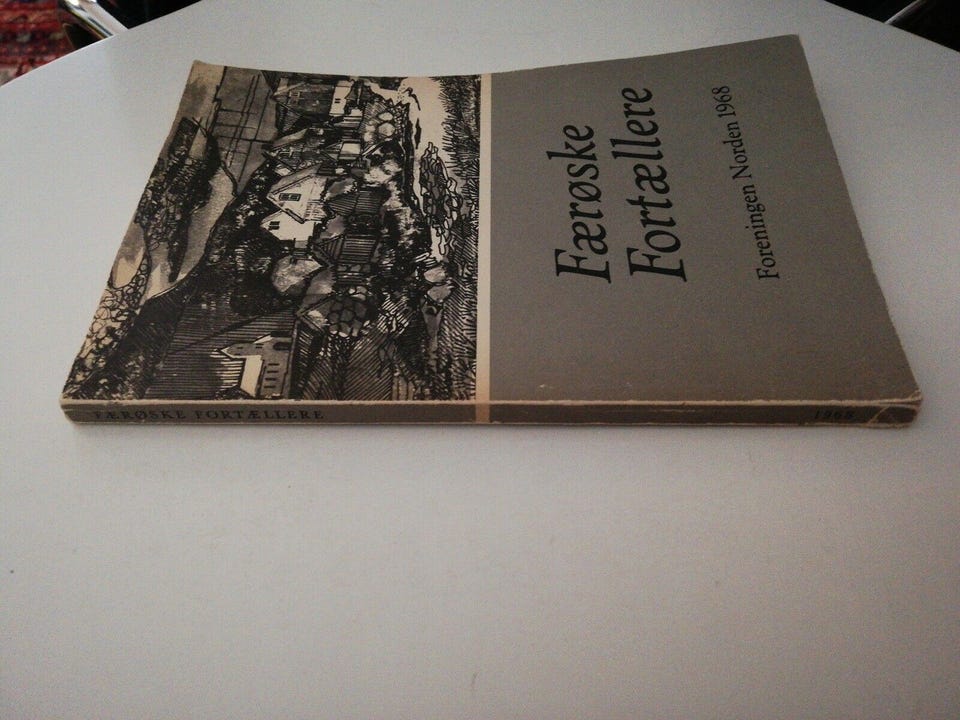 Færøske
Fortællere
Foreningen Norden 1968
FÆRØSKE FORTÆLLERE
1968